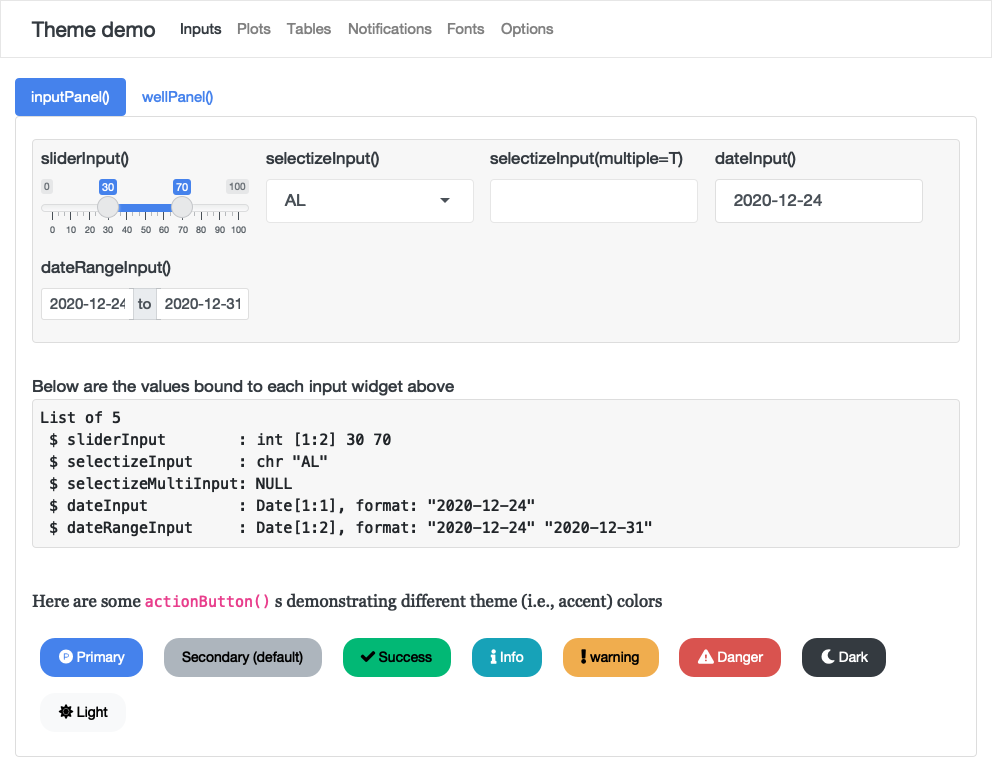 Theme demo Inputs Plots Tables Notifications Fonts Options
inputPanel() wellPanel()
sliderInput() selectizeInput() selectizeInput(multiple=T) dateInput()
0 30 70 100
AL 2020-12-24
0 10 20 30 40 50 60 70 80 90 100
dateRangeInput()
2020-12-24 to 2020-12-31
Below are the values bound to each input widget above
List of 5
 $ sliderInput        : int [1:2] 30 70
 $ selectizeInput     : chr "AL"
 $ selectizeMultiInput: NULL
 $ dateInput          : Date[1:1], format: "2020-12-24"
 $ dateRangeInput     : Date[1:2], format: "2020-12-24" "2020-12-31"
Here are some actionButton() s demonstrating different theme (i.e., accent) colors
Primary Secondary (default) Success Info warning Danger Dark
Light